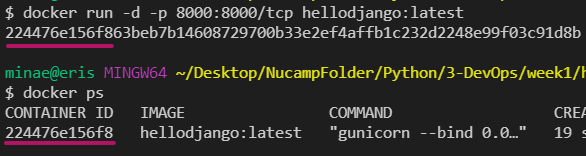 $ docker run -d -p 8000:8000/tcp hellodjango:latest
224476e156f863beb7b14608729700b33e2ef4affb1c232d2248e99f03c91d8b
minae@eris MINGW64 ~/Desktop/NucampFolder/Python/3-DevOps/week1/h
$ docker ps
CONTAINER ID   IMAGE                COMMAND                  CREA
224476e156f8   hellodjango:latest   "gunicorn --bind 0.0…"   19 s